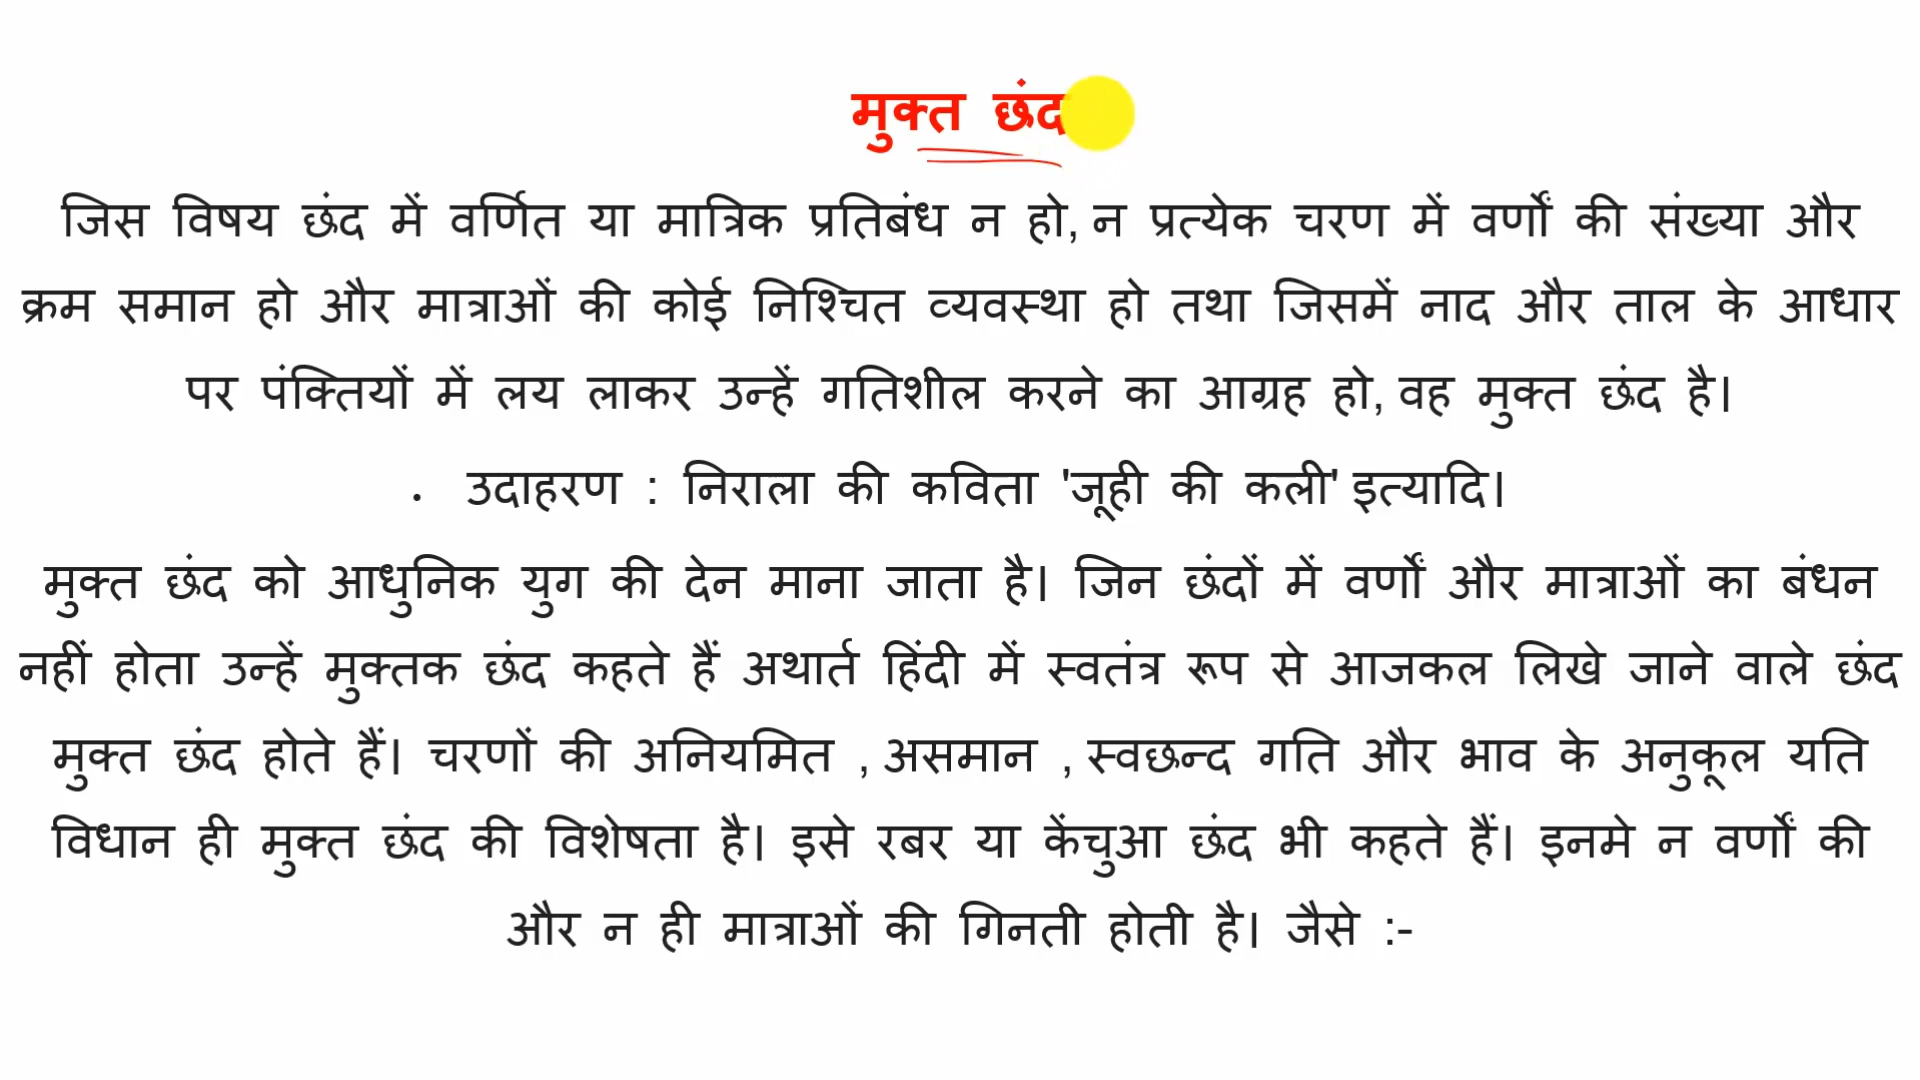 मुक्त छंद
जिस विषय छंद में वर्णित या मात्रिक प्रतिबंध न हो, न प्रत्येक चरण में वर्णों की संख्या और
क्रम समान हो और मात्राओं की कोई निश्चित व्यवस्था हो तथा जिसमें नाद और ताल के आधार
पर पंक्तियों में लय लाकर उन्हें गतिशील करने का आग्रह हो, वह मुक्त छंद है।
• उदाहरण : निराला की कविता 'जूही की कली' इत्यादि।
मुक्त छंद को आधुनिक युग की देन माना जाता है। जिन छंदों में वर्णों और मात्राओं का बंधन
नहीं होता उन्हें मुक्तक छंद कहते हैं अथार्त हिंदी में स्वतंत्र रूप से आजकल लिखे जाने वाले छंद
मुक्त छंद होते हैं। चरणों की अनियमित , असमान , स्वछन्द गति और भाव के अनुकूल यति
विधान ही मुक्त छंद की विशेषता है। इसे रबर या केंचुआ छंद भी कहते हैं। इनमे न वर्णों की
और न ही मात्राओं की गिनती होती है। जैसे :-